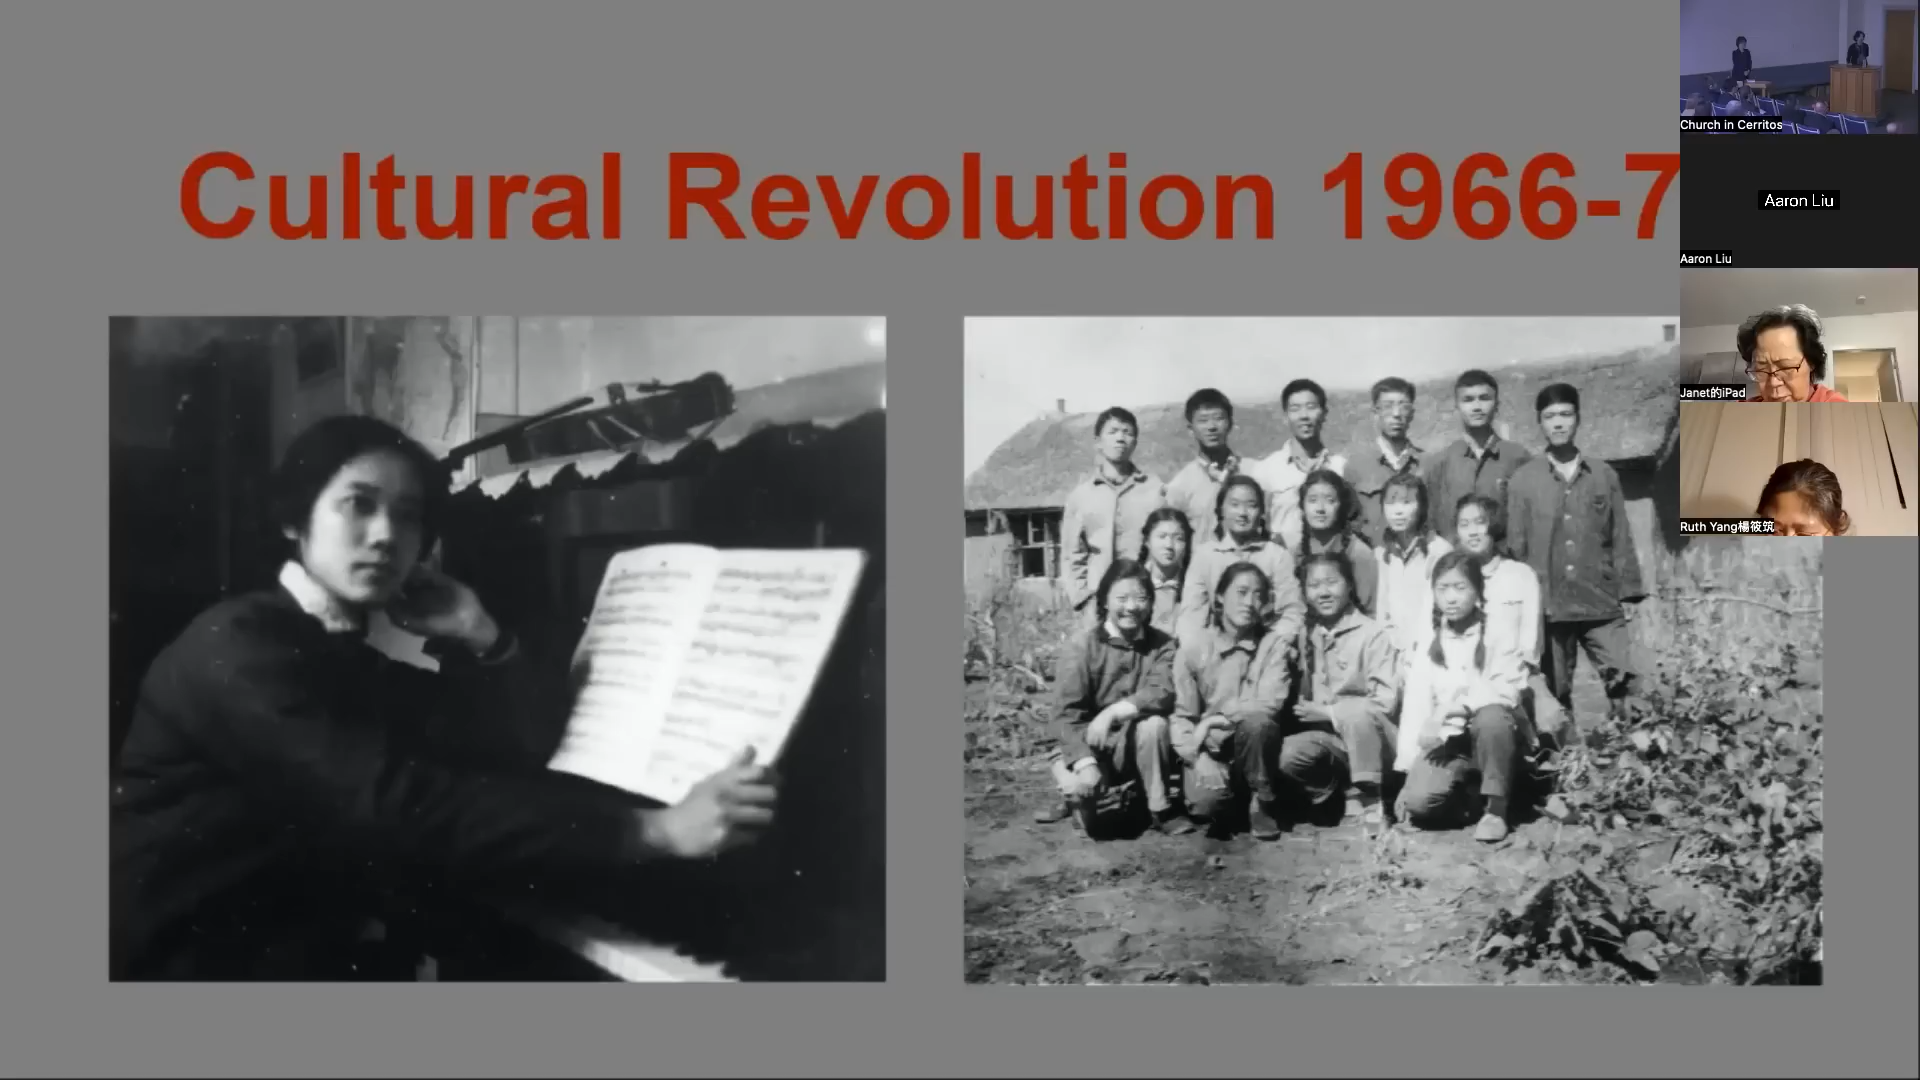 Cultural Revolution 1966-7
Church in Cerritos
Aaron Liu
Aaron Liu
Janet的iPad
Ruth Yang楊筱筑